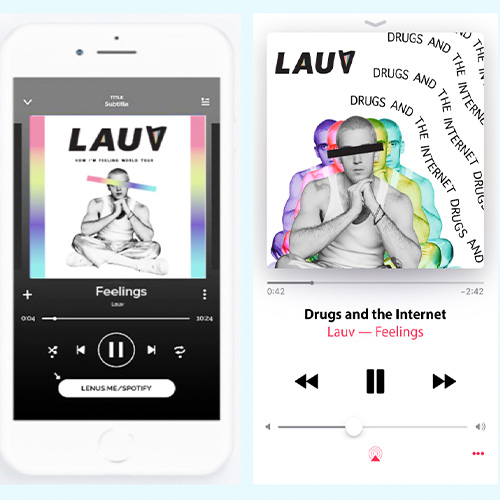 TITLE
Subtitle
LAUV
HOW I'M FEELING WORLD TOUR
Feelings
Lauv
0:04
10:24
LENUS.ME/SPOTIFY
LAUV
DRUGS AND THE INTERNET DRUGS AND
DRUGS AND THE INTERNET
DRUGS AND THE INTERNET DRUGS AND
0:42
−2:42
Drugs and the Internet
Lauv — Feelings